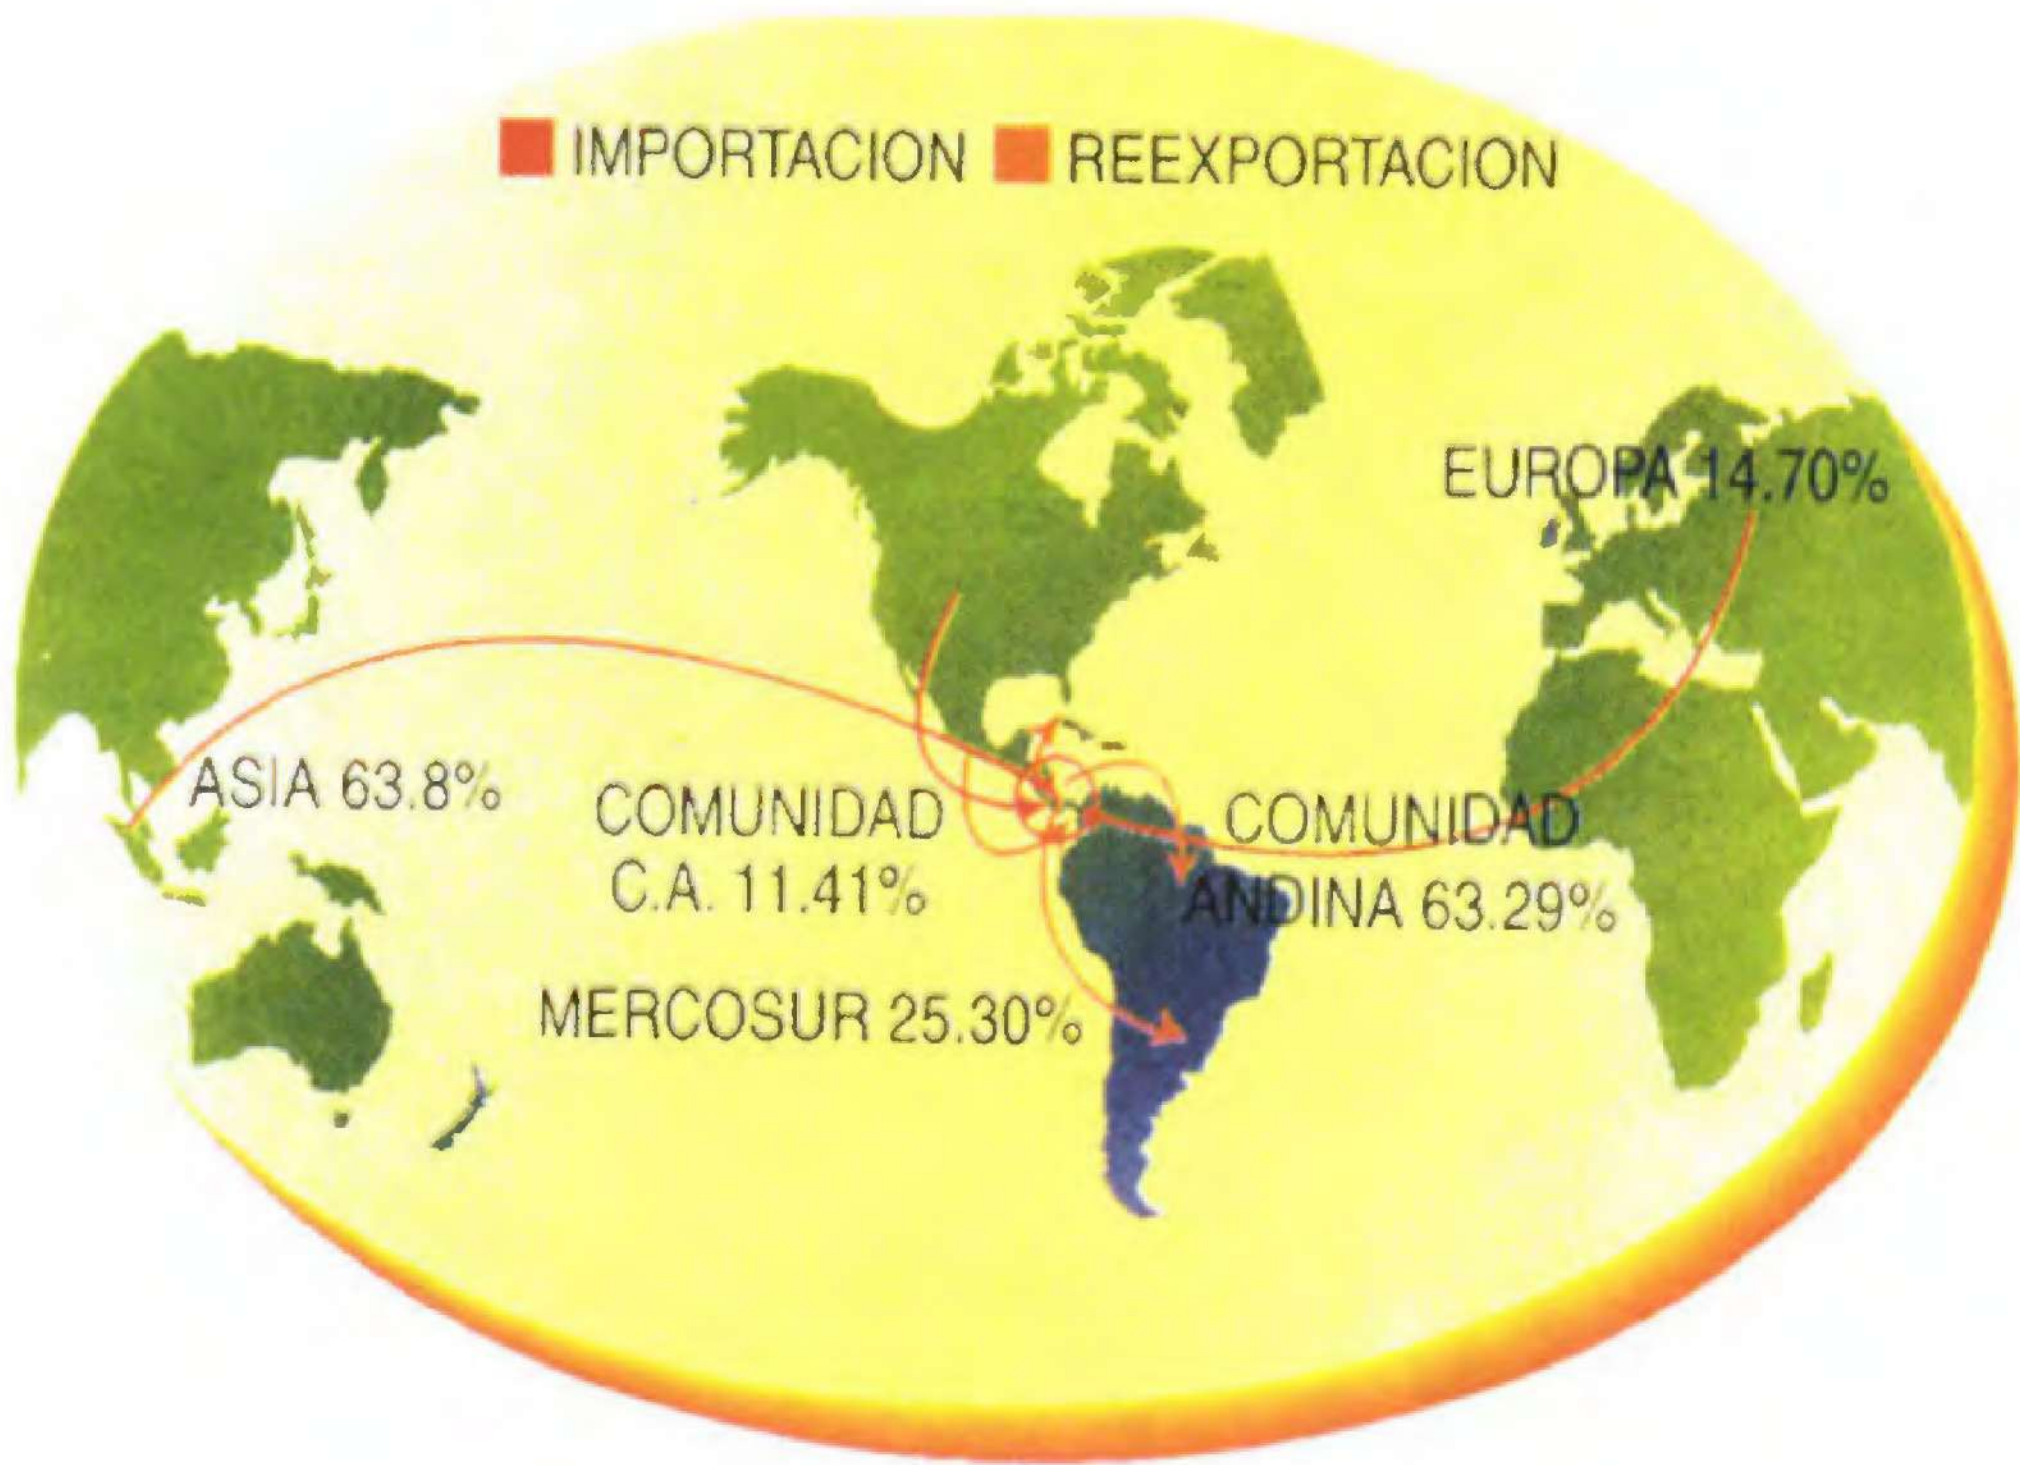 IMPORTACION REEXPORTACION
EUROPA 14.70%
ASIA 63.8%
COMUNIDAD
C.A. 11.41%
COMUNIDAD
ANDINA 63.29%
MERCOSUR 25.30%